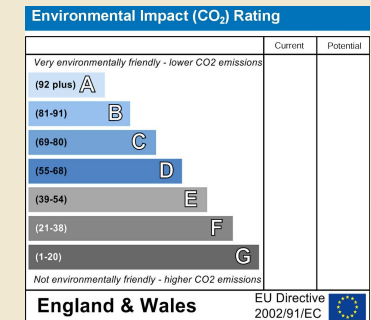 Environmental Impact (CO₂) Rating
Current Potential
Very environmentally friendly - lower CO2 emissions
(92 plus) A
(81-91) B
(69-80) C
(55-68) D
(39-54) E
(21-38) F
(1-20) G
Not environmentally friendly - higher CO2 emissions
England & Wales
EU Directive
2002/91/EC